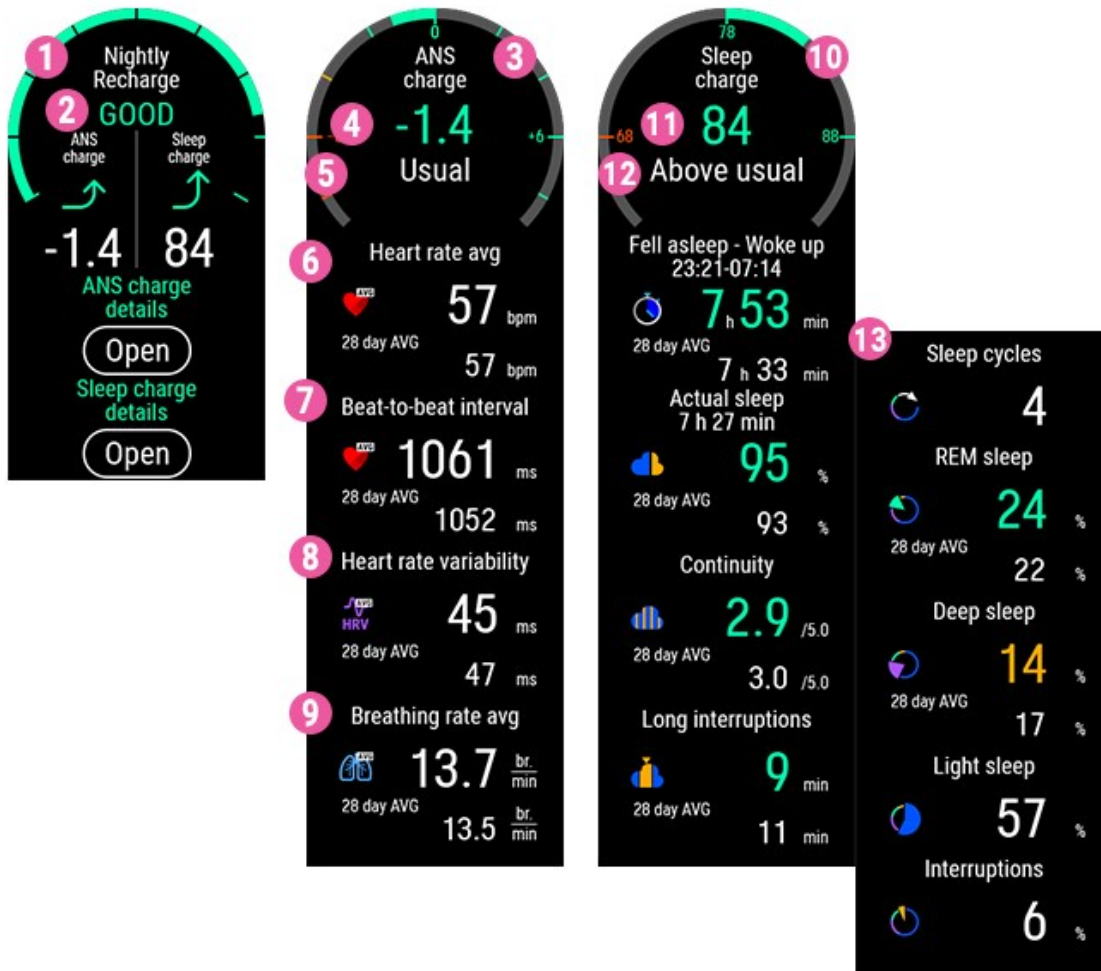 1
Nightly
Recharge
2
GOOD
ANS
charge
Sleep
charge
-1.4
84
ANS charge
details
Open
Sleep charge
details
Open
0
3
ANS
charge
4
-1.4
+6
5
Usual
6
Heart rate avg
AVG
57 bpm
28 day AVG
57 bpm
7
Beat-to-beat interval
AVG
1061 ms
28 day AVG
1052 ms
8
Heart rate variability
AVG
HRV
45 ms
28 day AVG
47 ms
9
Breathing rate avg
AVG
13.7 br.
min
28 day AVG
13.5 br.
min
78
10
Sleep
charge
68
11
84
88
12
Above usual
Fell asleep - Woke up
23:21-07:14
7 h 53 min
28 day AVG
7 h 33 min
Actual sleep
7 h 27 min
95 %
28 day AVG
93 %
Continuity
2.9 /5.0
28 day AVG
3.0 /5.0
Long interruptions
9 min
28 day AVG
11 min
13
Sleep cycles
4
REM sleep
24 %
28 day AVG
22 %
Deep sleep
14 %
28 day AVG
17 %
Light sleep
57 %
Interruptions
6 %